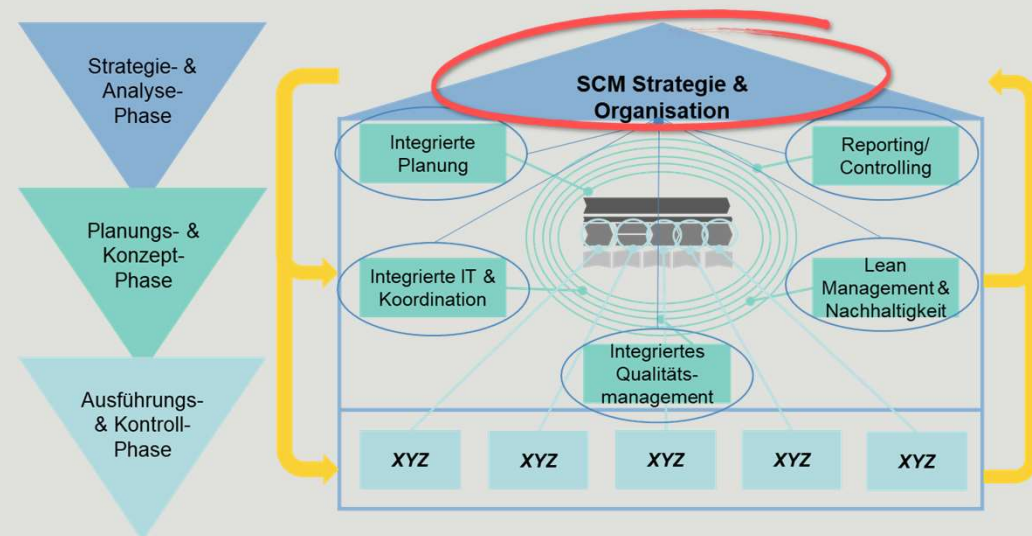 Strategie- &
Analyse-
Phase
SCM Strategie &
Organisation
Integrierte
Planung
Reporting/
Controlling
Planungs- &
Konzept-
Phase
Integrierte IT &
Koordination
Lean
Management &
Nachhaltigkeit
Integriertes
Qualitäts-
management
Ausführungs-
& Kontroll-
Phase
XYZ
XYZ
XYZ
XYZ
XYZ